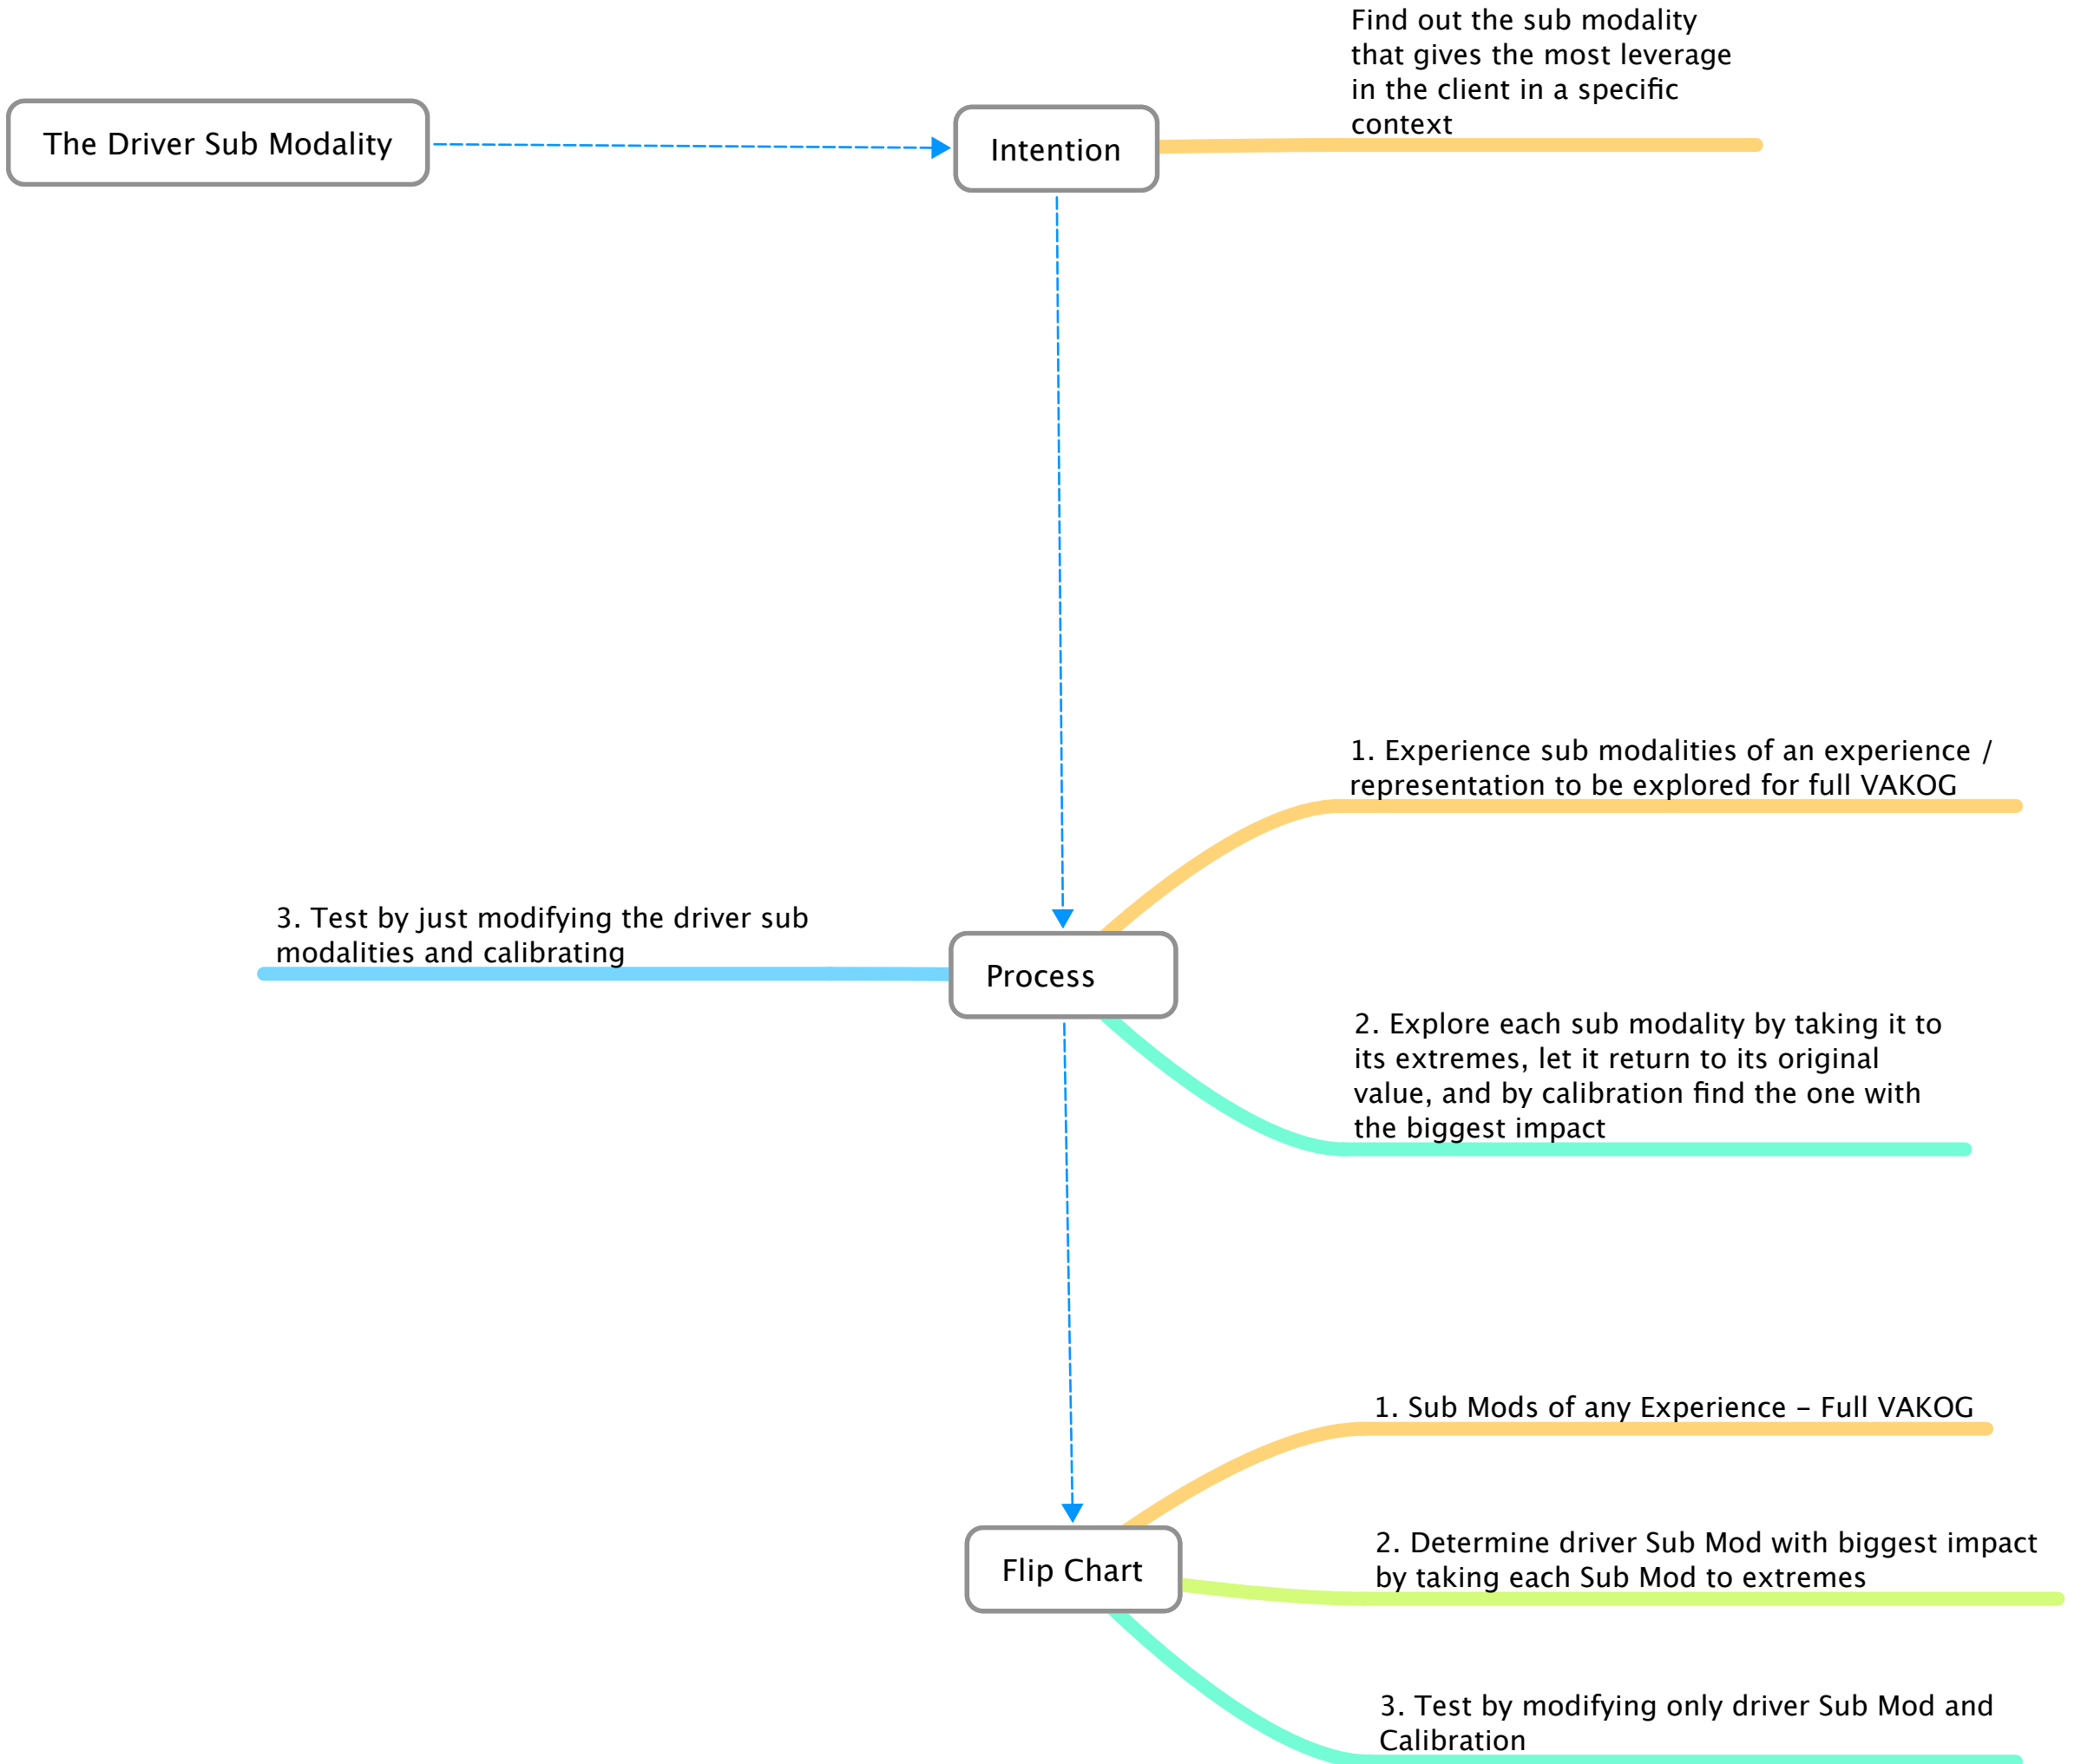 Find out the sub modality
that gives the most leverage
in the client in a specific
context
The Driver Sub Modality
Intention
1. Experience sub modalities of an experience /
representation to be explored for full VAKOG
3. Test by just modifying the driver sub
modalities and calibrating
Process
2. Explore each sub modality by taking it to
its extremes, let it return to its original
value, and by calibration find the one with
the biggest impact
1. Sub Mods of any Experience – Full VAKOG
2. Determine driver Sub Mod with biggest impact
by taking each Sub Mod to extremes
Flip Chart
3. Test by modifying only driver Sub Mod and
Calibration